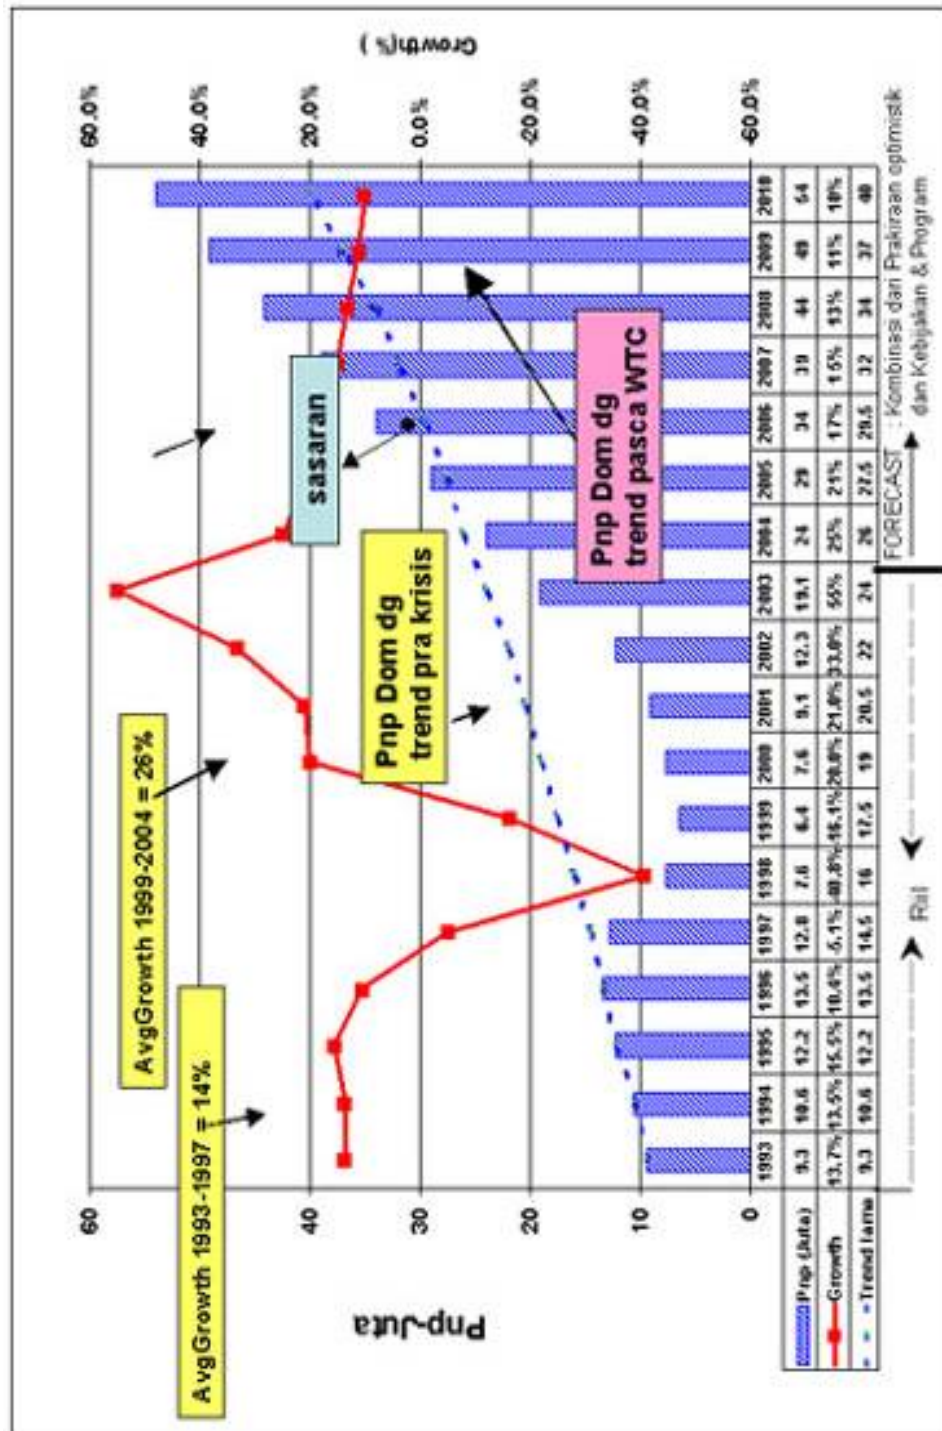 AvgGrowth 1993-1997 = 14%
AvgGrowth 1999-2004 = 26%
Pnp Dom dg
trend pra krisis
sasaran
Pnp Dom dg
trend pasca WTC
Pnp-Juta
60
40
30
20
10
0
Growth(%)
60.0%
40.0%
20.0%
0.0%
-20.0%
-60.0%
1993 1994 1995 1996 1997 1998 1999 2000 2001 2002 2003 2004 2005 2006 2007 2008 2009 2010
Pnp (Juta) 9.3 10.6 12.2 13.5 12.8 7.6 6.4 7.6 9.1 12.3 19.1 24 29 34 39 44 49 54
Growth 13.7% 13.5% 15.5% 10.4% -5.1% -40.8% -16.1% 20.0% 21.0% 33.0% 55% 25% 21% 17% 15% 13% 11% 10%
Trend lama 9.3 10.6 12.2 13.5 14.5 16 17.5 19 20.5 22 24 26 27.5 29.5 32 34 37 40
Riil
FORECAST : Kombinasi dari Prakiraan optimistik
dan Kebijakan & Program